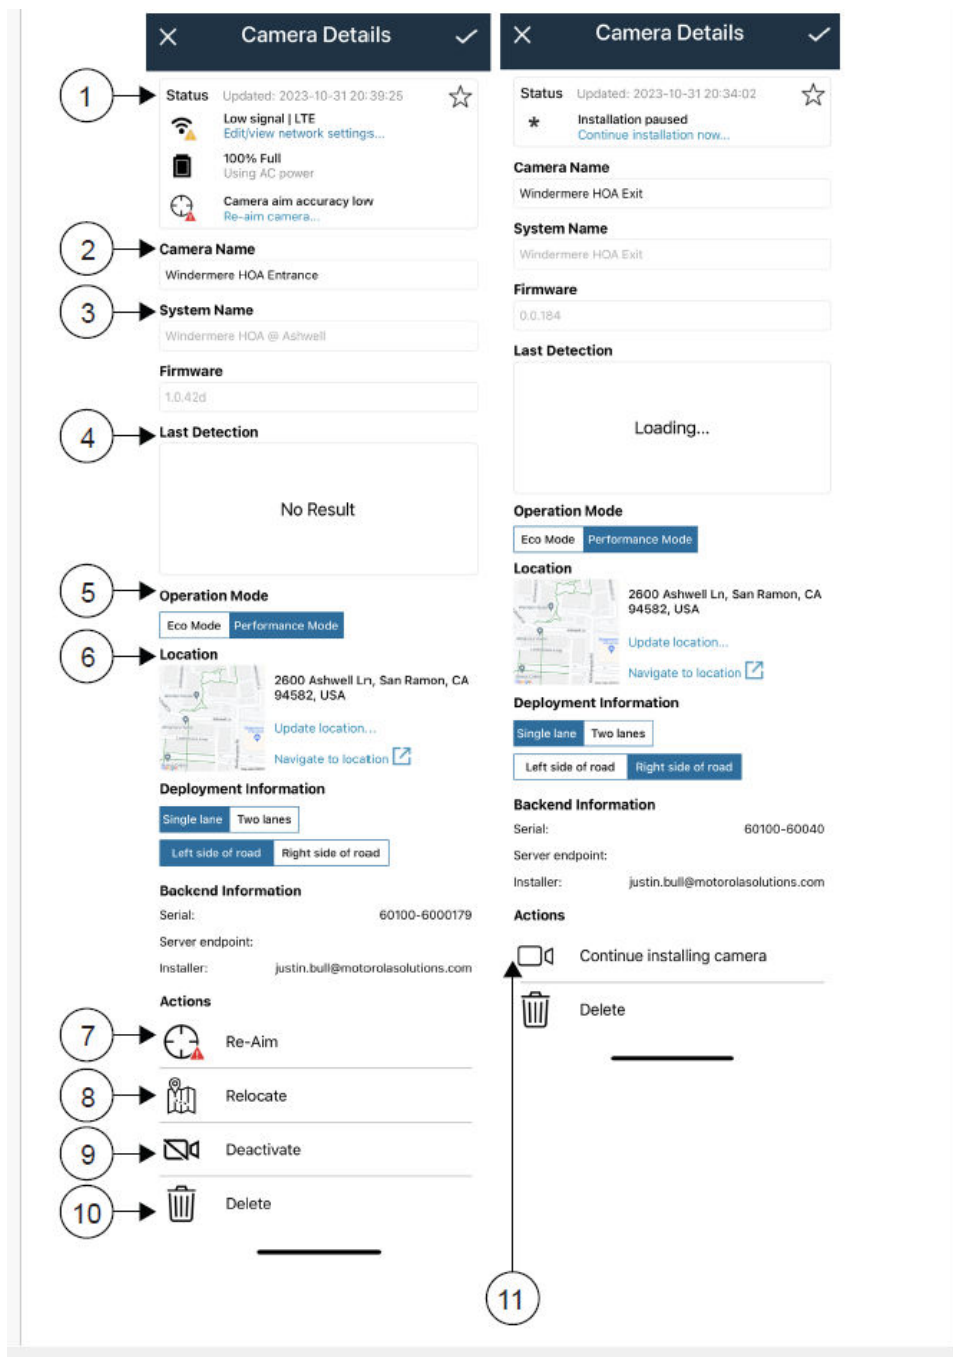 Camera Details
1
Status Updated: 2023-10-31 20:39:25
Low signal | LTE
Edit/view network settings...
100% Full
Using AC power
Camera aim accuracy low
Re-aim camera...
2
Camera Name
Windermere HOA Entrance
3
System Name
Windermere HOA @ Ashwell
Firmware
1.0.42d
4
Last Detection
No Result
5
Operation Mode
Eco Mode Performance Mode
6
Location
2600 Ashwell Ln, San Ramon, CA
94582, USA
Update location...
Navigate to location
Deployment Information
Single lane Two lanes
Left side of road Right side of road
Backend Information
Serial: 60100-6000179
Server endpoint:
Installer: justin.bull@motorolasolutions.com
Actions
7
Re-Aim
8
Relocate
9
Deactivate
10
Delete
Camera Details
Status Updated: 2023-10-31 20:34:02
* Installation paused
Continue installation now...
Camera Name
Windermere HOA Exit
System Name
Windermere HOA Exit
Firmware
0.0.184
Last Detection
Loading...
Operation Mode
Eco Mode Performance Mode
Location
2600 Ashwell Ln, San Ramon, CA
94582, USA
Update location...
Navigate to location
Deployment Information
Single lane Two lanes
Left side of road Right side of road
Backend Information
Serial: 60100-60040
Server endpoint:
Installer: justin.bull@motorolasolutions.com
Actions
Continue installing camera
Delete
11